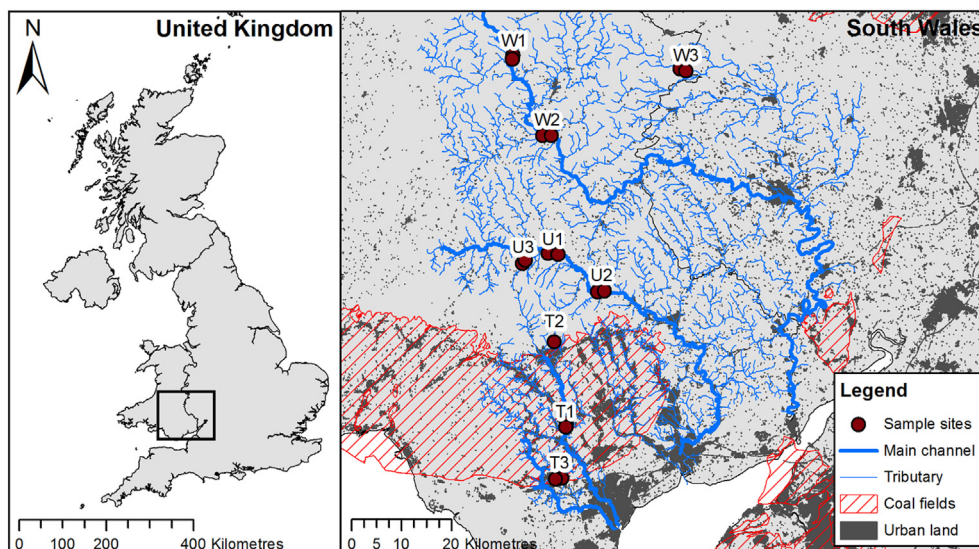 United Kingdom
N
0 100 200 400 Kilometres
South Wales
W1
W3
W2
U3 U1
U2
T2
T1
T3
0 5 10 20 Kilometres
Legend
Sample sites
Main channel
Tributary
Coal fields
Urban land